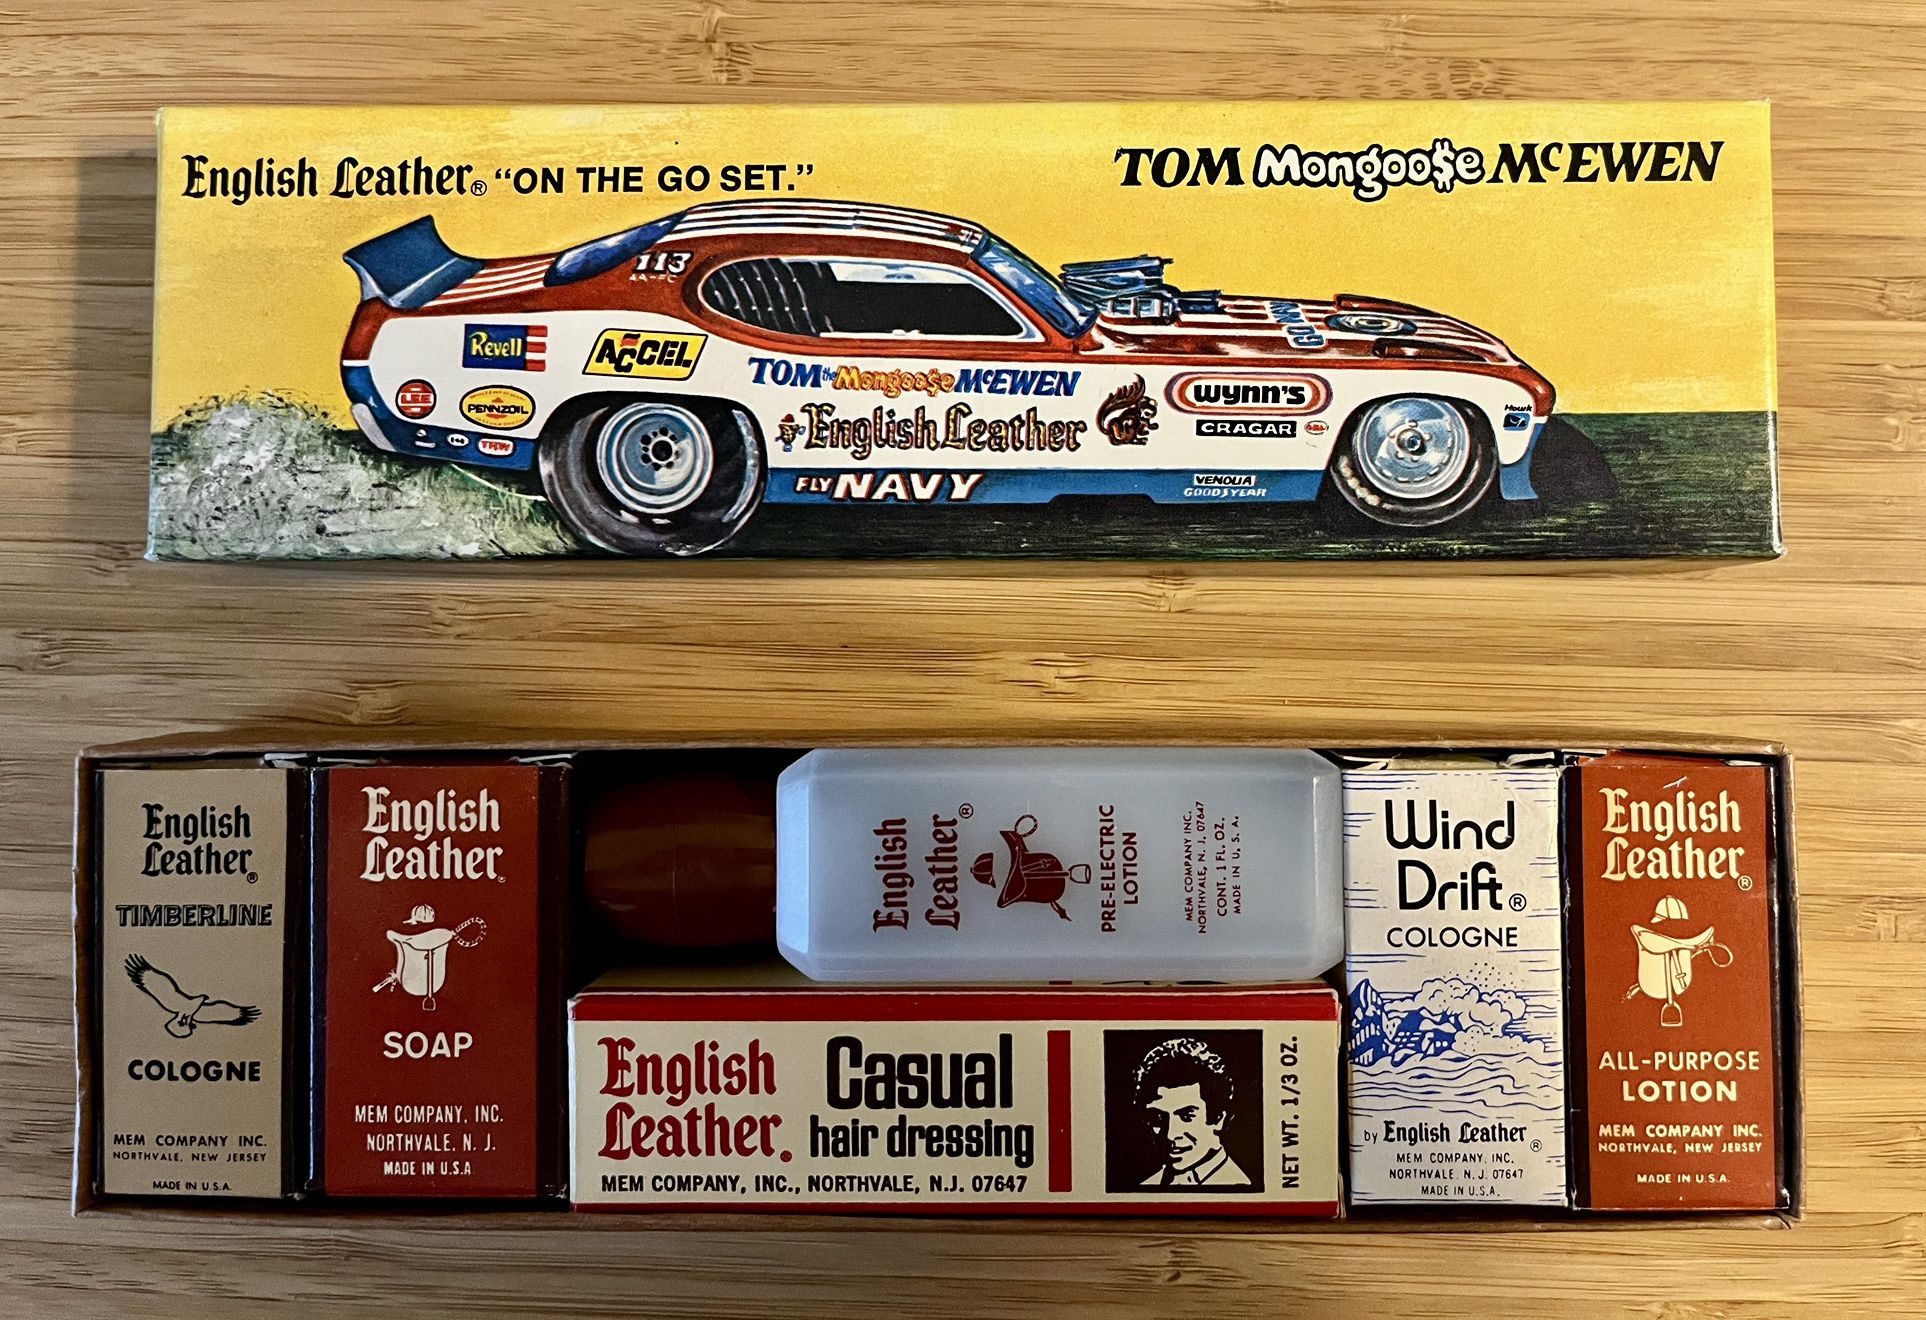 English Leather® "ON THE GO SET."
TOM Mongoo$e McEWEN
113
AA-FC
Revell
ACCEL
LEE
PENNZOIL
TRW
TOM the Mongoo$e McEWEN
English Leather
FLY NAVY
wynn's
CRAGAR
VENOLIA
GOODYEAR
Hawk
English
Leather®
TIMBERLINE
COLOGNE
MEM COMPANY INC.
NORTHVALE, NEW JERSEY
MADE IN U.S.A.
English
Leather®
SOAP
MEM COMPANY, INC.
NORTHVALE, N. J.
MADE IN U.S.A.
English
Leather®
PRE-ELECTRIC
LOTION
MEM COMPANY INC.
NORTHVALE, N. J. 07647
CONT. 1 FL. OZ.
MADE IN U. S. A.
English
Leather®
Casual
hair dressing
MEM COMPANY, INC., NORTHVALE, N.J. 07647
NET WT. 1/3 OZ.
Wind
Drift®
COLOGNE
by English Leather®
MEM COMPANY, INC.
NORTHVALE, N. J. 07647
MADE IN U.S.A.
English
Leather®
ALL-PURPOSE
LOTION
MEM COMPANY INC.
NORTHVALE, NEW JERSEY
MADE IN U.S.A.